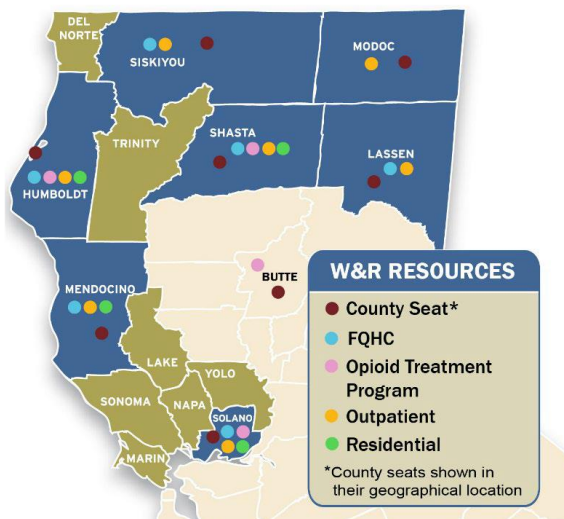 DEL
NORTE
SISKIYOU
MODOC
TRINITY
SHASTA
LASSEN
HUMBOLDT
BUTTE
MENDOCINO
LAKE
YOLO
SONOMA
NAPA
SOLANO
MARIN
W&R RESOURCES
County Seat*
FQHC
Opioid Treatment
Program
Outpatient
Residential
*County seats shown in
their geographical location